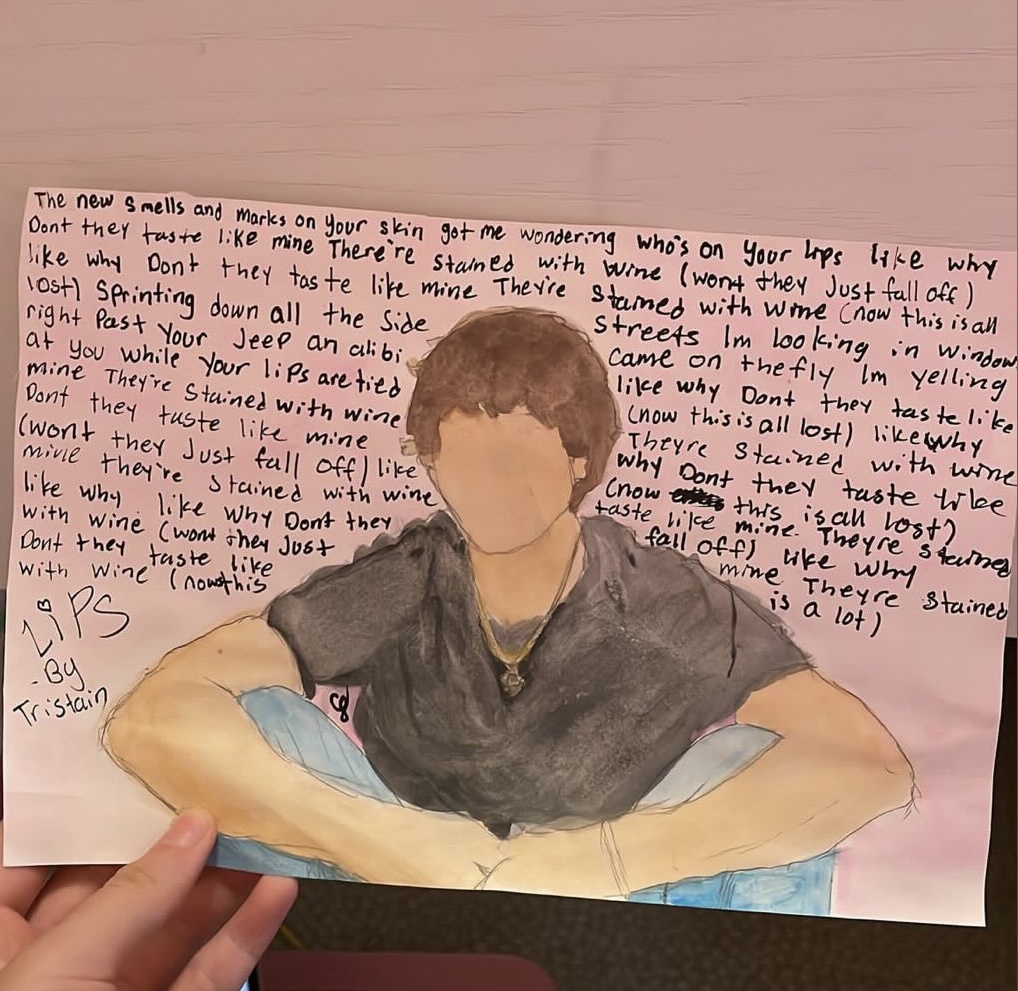 The new smells and marks on your skin got me wondering who's on your lips like why
Dont they taste like mine There're stained with wine (wont they Just fall off)
like why Dont they taste like mine They're stained with wine (now this is all
lost) Sprinting down all the Side streets Im looking in window
right Past Your Jeep an alibi came on the fly Im yelling
at you while Your lips are tied like why Dont they taste like
mine They're Stained with wine (now this is all lost) like why
Dont they taste like mine Theyre Stained with wine
(wont they Just fall off) like why Dont they taste like
mine they're stained with wine (now this is all lost)
like why like why Dont they taste like mine. Theyre stained
with wine (wont they Just fall off) like why
Dont they taste like mine Theyre stained
with wine (now this is a lot)
LiPS
- By
Tristain